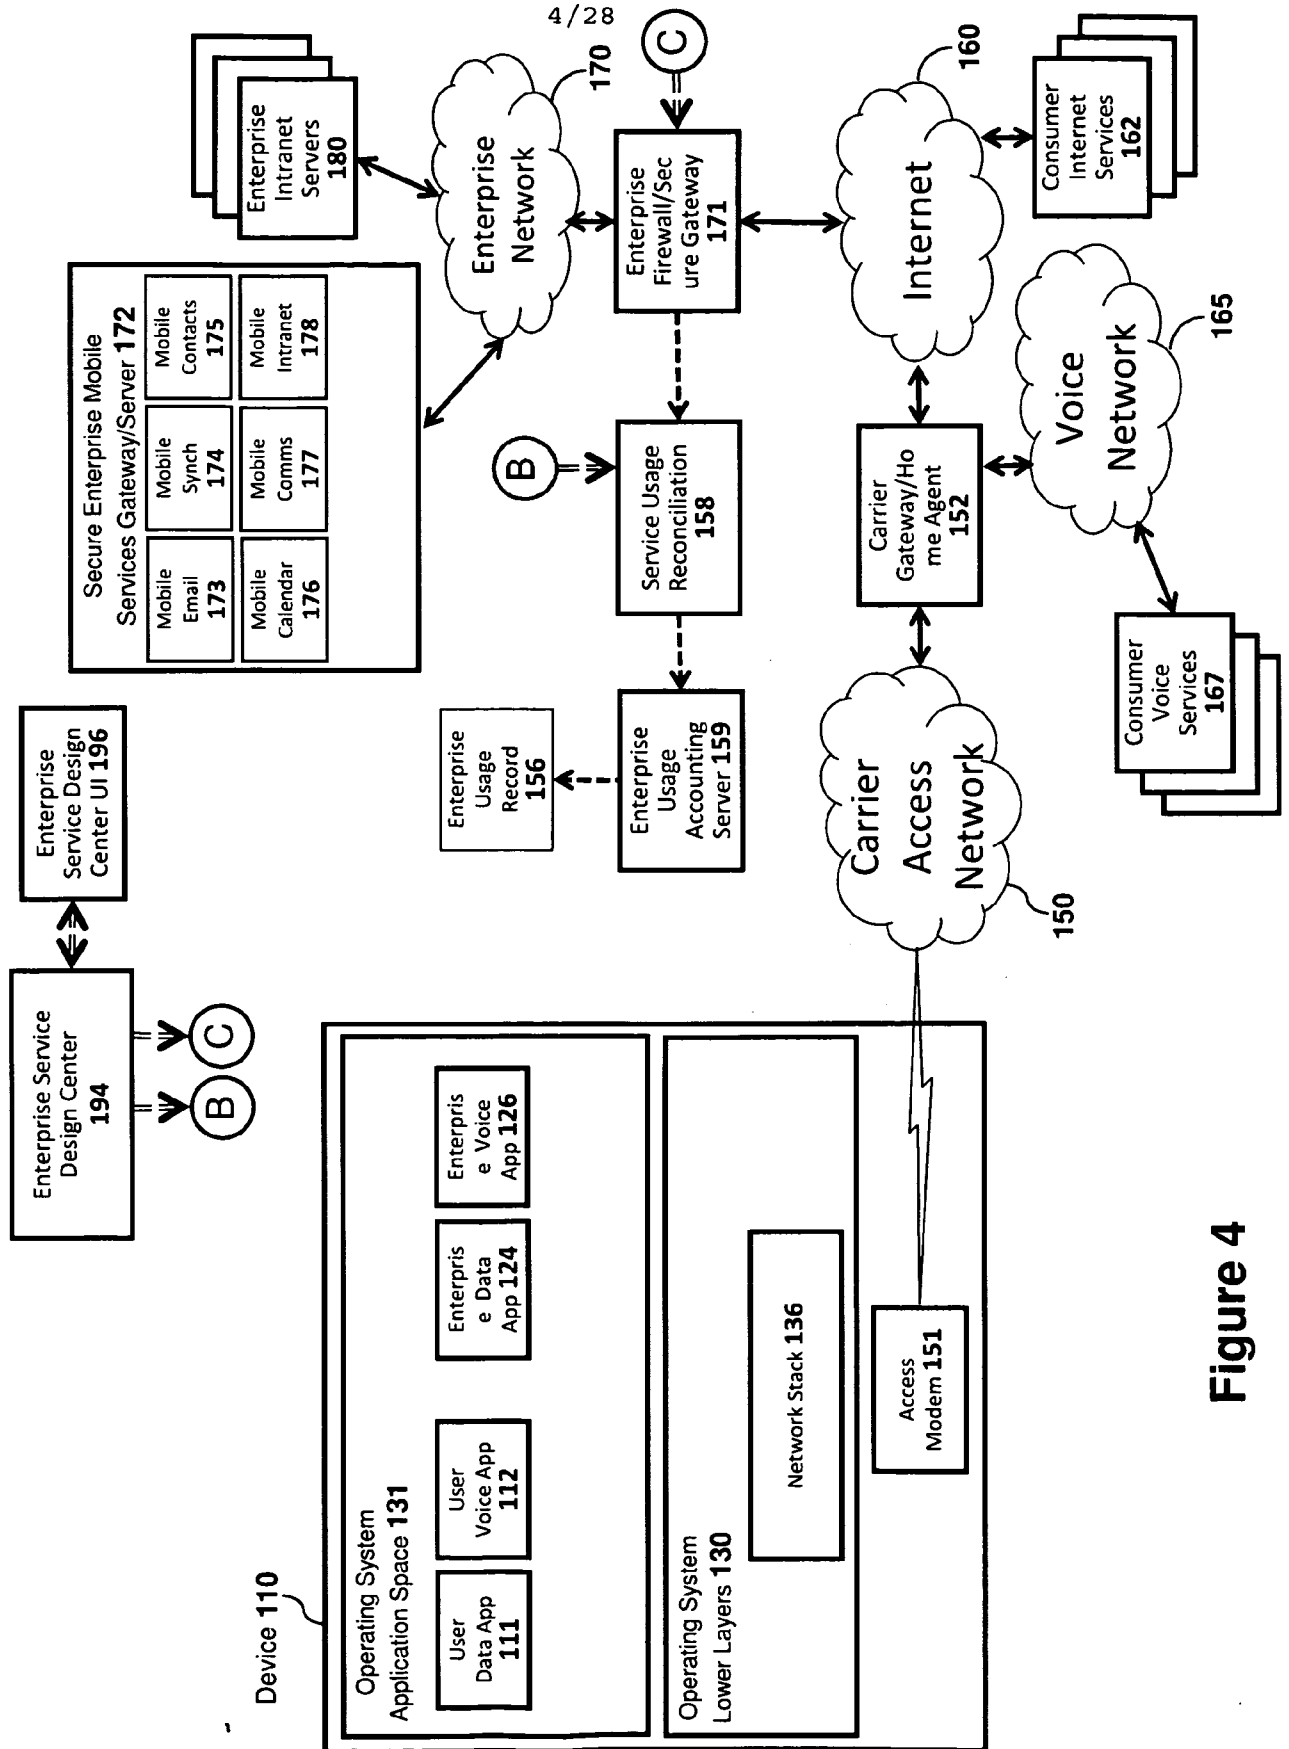 4/28
Device 110
Operating System
Application Space 131
User
Data App
111
User
Voice App
112
Enterpris
e Data
App 124
Enterpris
e Voice
App 126
Operating System
Lower Layers 130
Network Stack 136
Access
Modem 151
Enterprise Service
Design Center
194
B
C
Enterprise
Service Design
Center UI 196
Secure Enterprise Mobile
Services Gateway/Server 172
Mobile
Email
173
Mobile
Synch
174
Mobile
Contacts
175
Mobile
Calendar
176
Mobile
Comms
177
Mobile
Intranet
178
Enterprise
Intranet
Servers
180
Enterprise
Network
170
C
Enterprise
Firewall/Sec
ure Gateway
171
B
Service Usage
Reconciliation
158
Enterprise
Usage
Record
156
Enterprise
Usage
Accounting
Server 159
Carrier
Access
Network
150
Carrier
Gateway/Ho
me Agent
152
Internet
160
Consumer
Internet
Services
162
Voice
Network
165
Consumer
Voice
Services
167
Figure 4